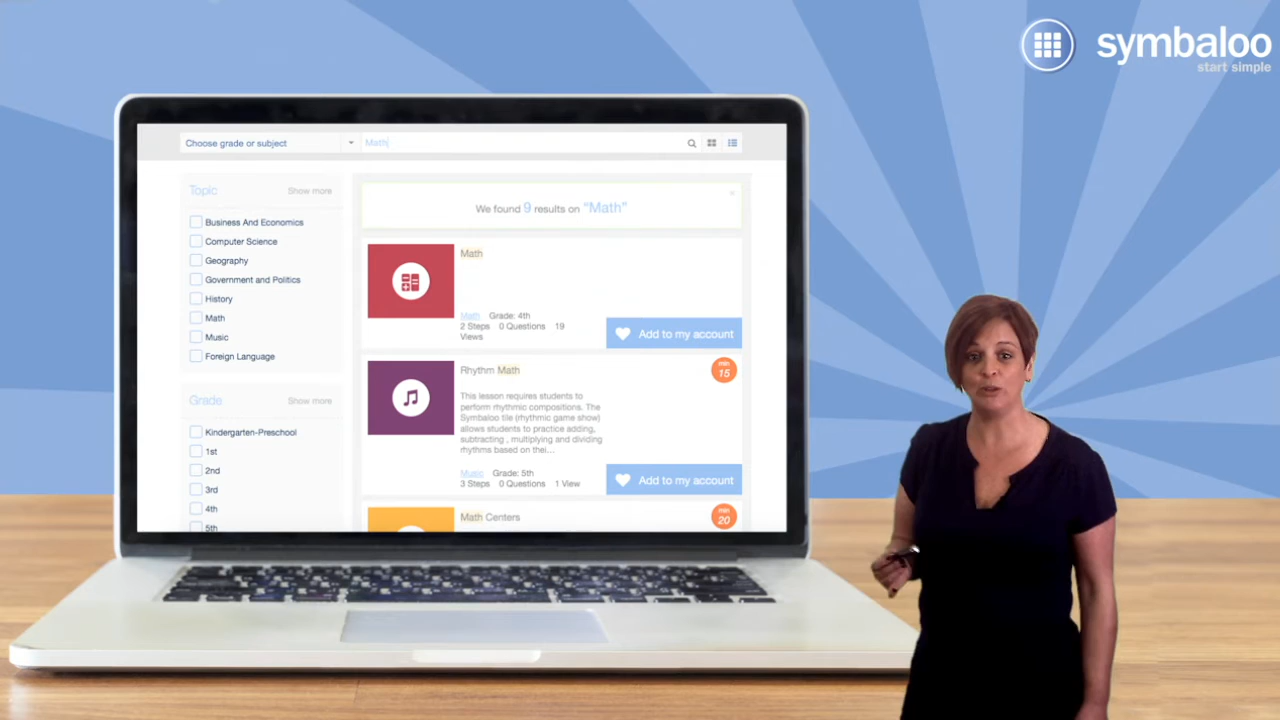 symbaloo
start simple
Choose grade or subject
Math
Topic
Show more
Business And Economics
Computer Science
Geography
Government and Politics
History
Math
Music
Foreign Language
Grade
Show more
Kindergarten-Preschool
1st
2nd
3rd
4th
5th
We found 9 results on “Math”
Math
Math Grade: 4th
2 Steps 0 Questions 19
Views
Add to my account
Rhythm Math
min
15
This lesson requires students to
perform rhythmic compositions. The
Symbaloo tile (rhythmic game show)
allows students to practice adding,
subtracting , multiplying and dividing
rhythms based on thei...
Music Grade: 5th
3 Steps 0 Questions 1 View
Add to my account
Math Centers
min
20